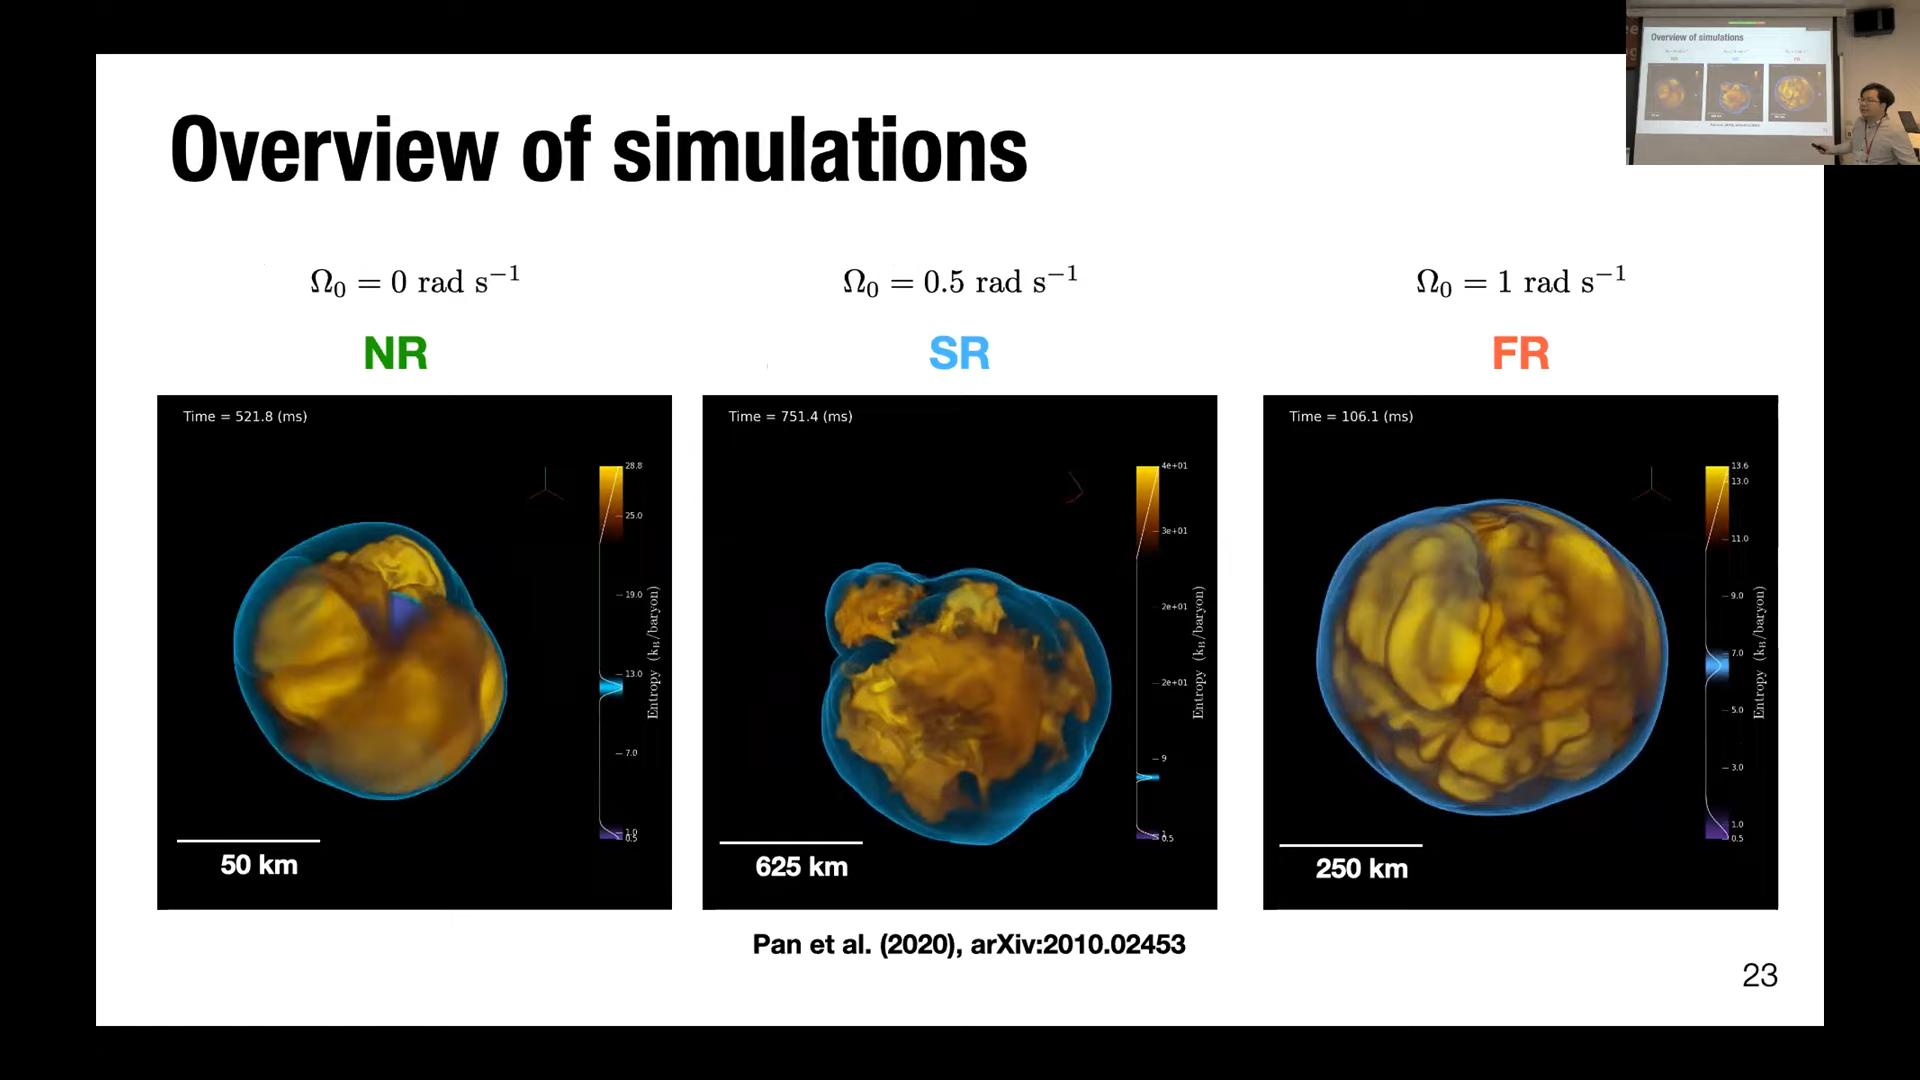 Overview of simulations
Ω₀ = 0 rad s⁻¹
Ω₀ = 0.5 rad s⁻¹
Ω₀ = 1 rad s⁻¹
NR
SR
FR
Time = 521.8 (ms)
28.8
25.0
19.0
13.0
7.0
1.0
0.5
Entropy (k_B/baryon)
50 km
Time = 751.4 (ms)
4e+01
3e+01
2e+01
2e+01
9
1
0.5
Entropy (k_B/baryon)
625 km
Time = 106.1 (ms)
13.6
13.0
11.0
9.0
7.0
5.0
3.0
1.0
0.5
Entropy (k_B/baryon)
250 km
Pan et al. (2020), arXiv:2010.02453
23
Overview of simulations